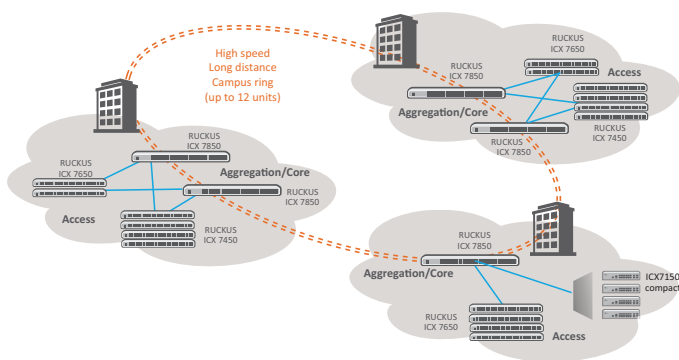 High speed
Long distance
Campus ring
(up to 12 units)
RUCKUS
ICX 7850
Aggregation/Core
RUCKUS
ICX 7650
Access
RUCKUS
ICX 7450
RUCKUS
ICX 7850
RUCKUS
ICX 7650
RUCKUS
ICX 7850
Aggregation/Core
RUCKUS
ICX 7850
Access
RUCKUS
ICX 7450
RUCKUS
ICX 7850
Aggregation/Core
ICX7150
compact
RUCKUS
ICX 7650
Access